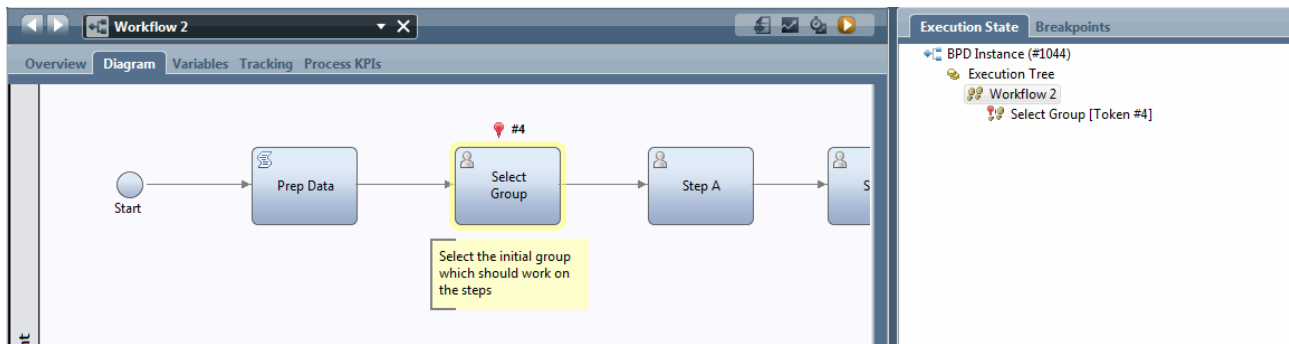 Workflow 2
Overview Diagram Variables Tracking Process KPIs
#4
Start
Prep Data
Select
Group
Step A
S
Select the initial group
which should work on
the steps
Execution State Breakpoints
BPD Instance (#1044)
Execution Tree
Workflow 2
Select Group [Token #4]